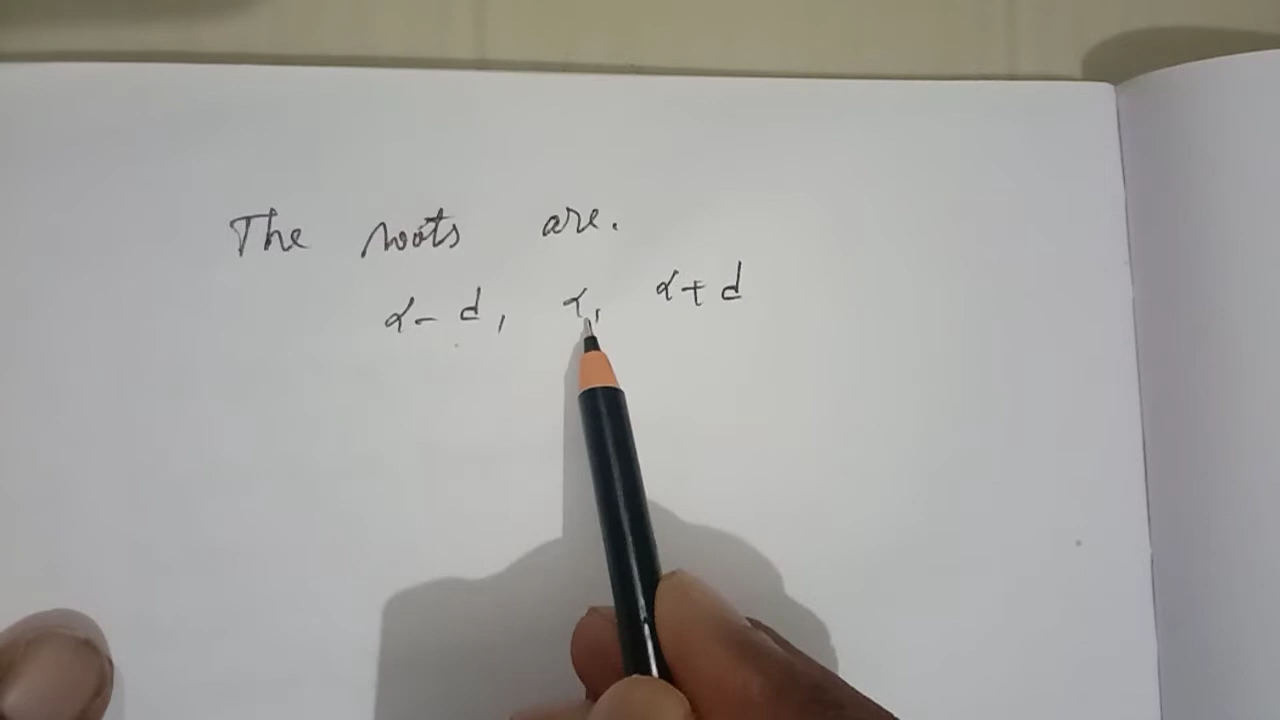 The roots are.
α - d, α, α + d